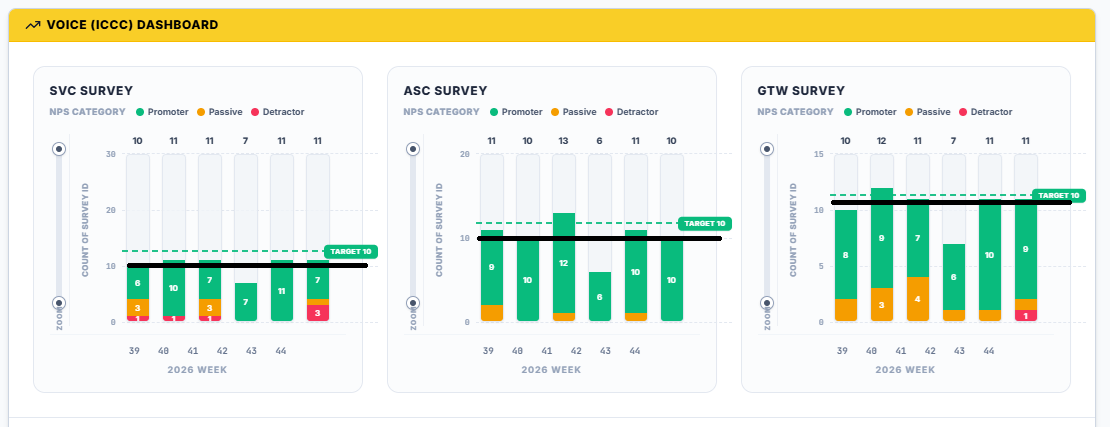 VOICE (ICCC) DASHBOARD
SVC SURVEY
NPS CATEGORY Promoter Passive Detractor
10 11 11 7 11 11
30
20
10
0
COUNT OF SURVEY ID
ZOOM
TARGET 10
6 10 7 7 11 7
3 3 3
1 1 1
39 40 41 42 43 44
2026 WEEK
ASC SURVEY
NPS CATEGORY Promoter Passive Detractor
11 10 13 6 11 10
20
10
0
COUNT OF SURVEY ID
ZOOM
TARGET 10
9 10 12 6 10 10
39 40 41 42 43 44
2026 WEEK
GTW SURVEY
NPS CATEGORY Promoter Passive Detractor
10 12 11 7 11 11
15
10
5
0
COUNT OF SURVEY ID
ZOOM
TARGET 10
8 9 7 6 10 9
3 4
1
39 40 41 42 43 44
2026 WEEK